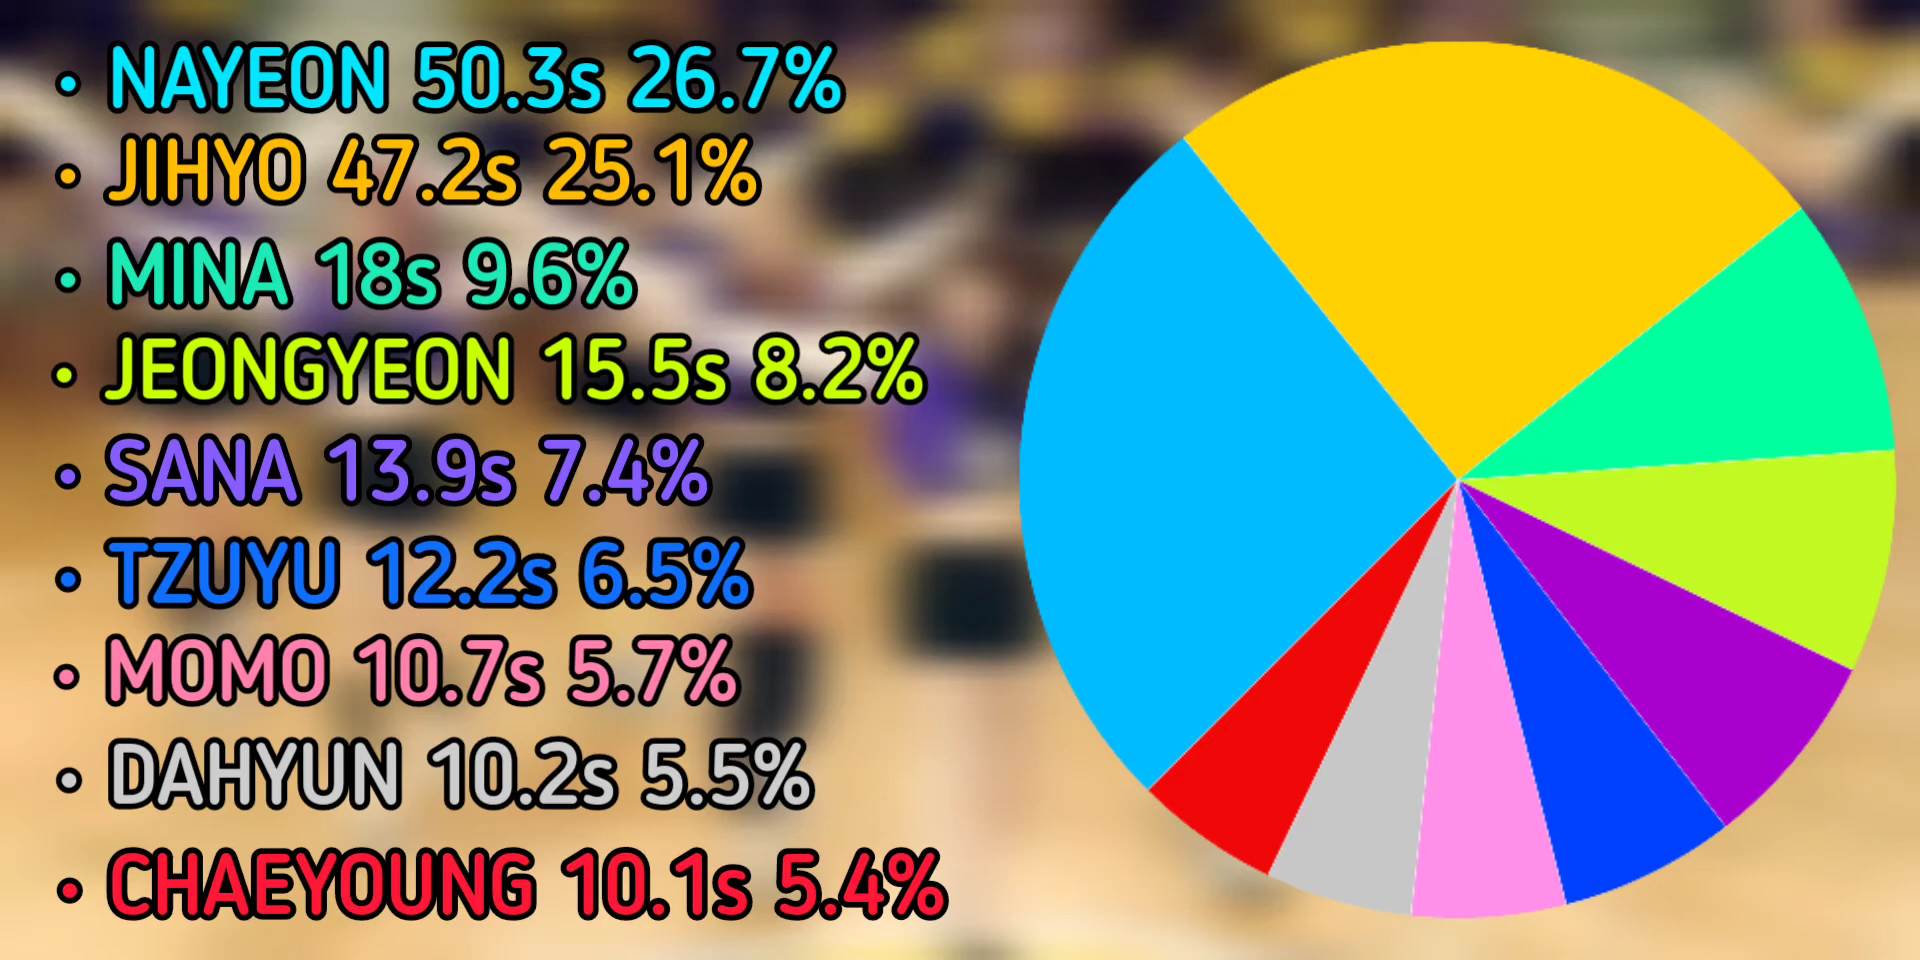 • NAYEON 50.3s 26.7%
• JIHYO 47.2s 25.1%
• MINA 18s 9.6%
• JEONGYEON 15.5s 8.2%
• SANA 13.9s 7.4%
• TZUYU 12.2s 6.5%
• MOMO 10.7s 5.7%
• DAHYUN 10.2s 5.5%
• CHAEYOUNG 10.1s 5.4%